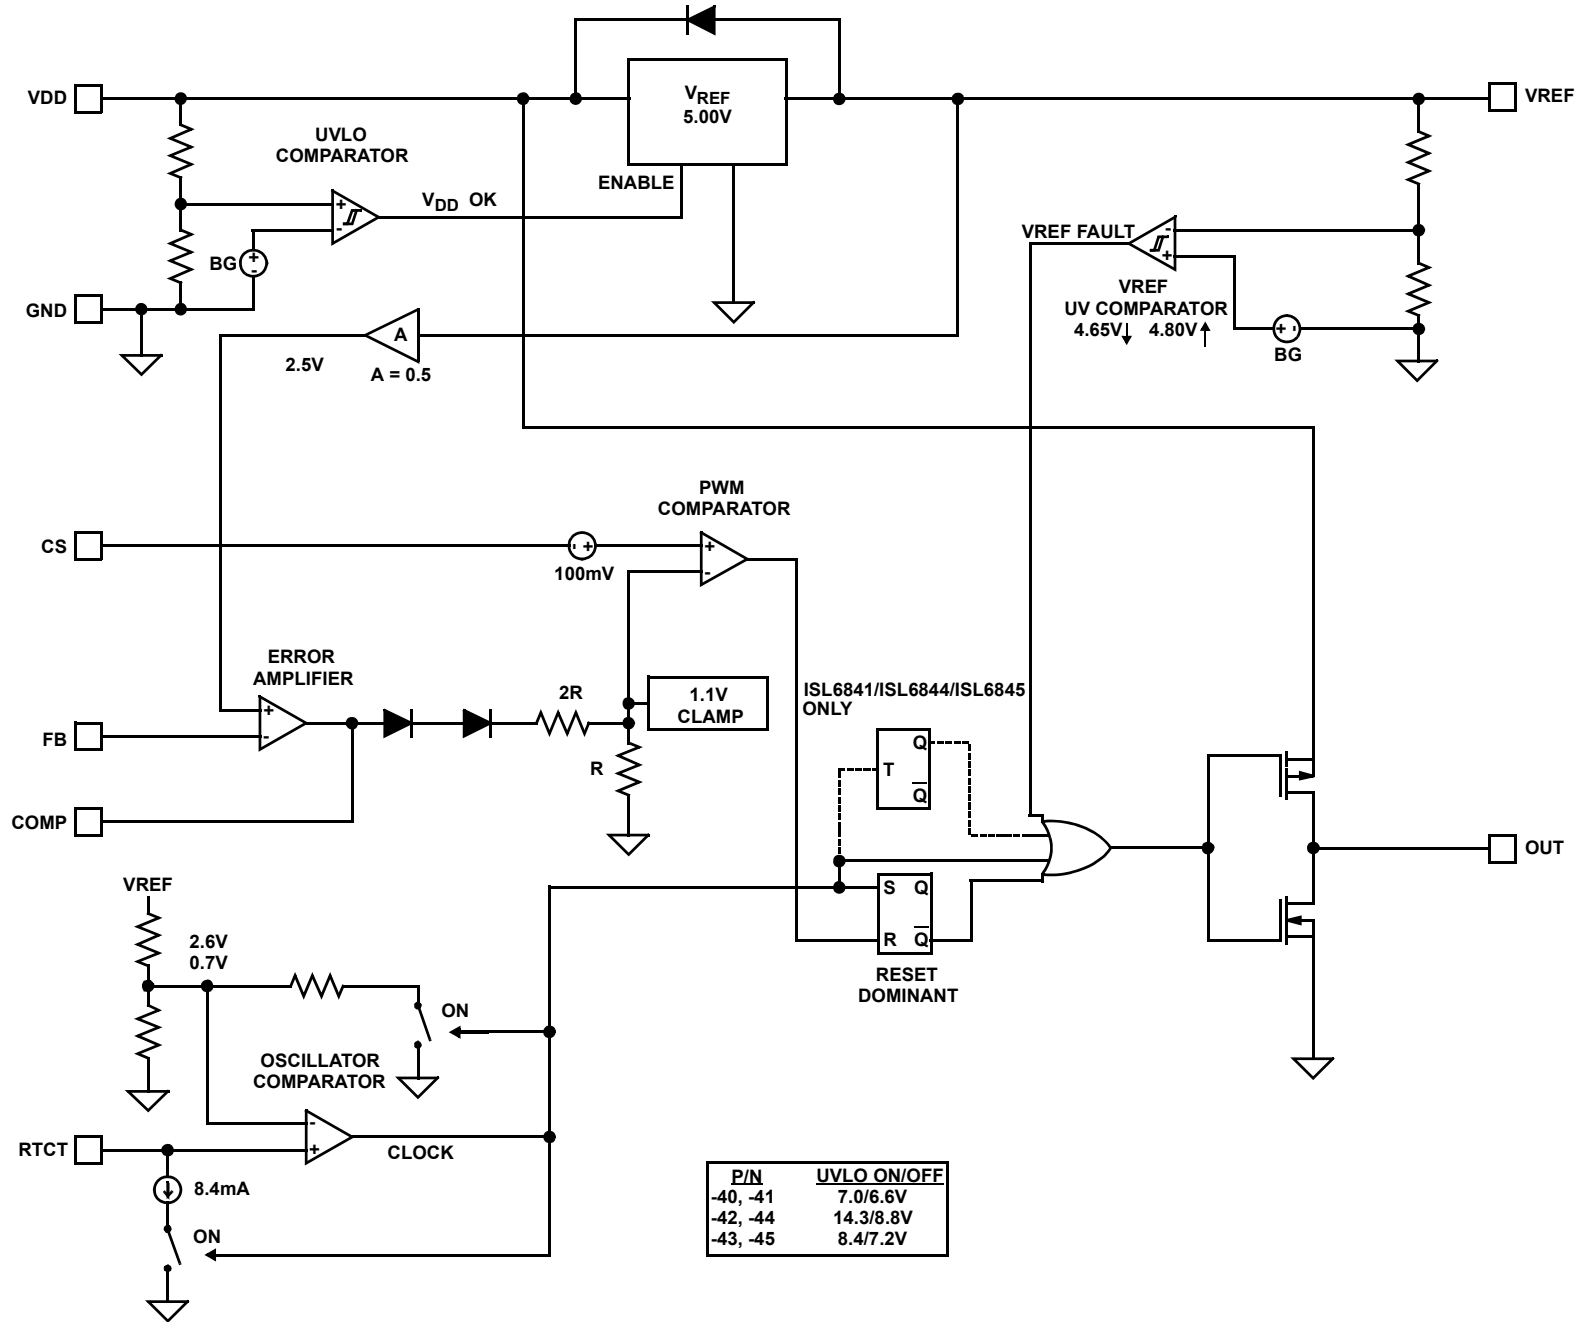 VDD
UVLO
COMPARATOR
VREF
5.00V
ENABLE
VREF
VDD OK
+
-
BG
+
-
GND
VREF FAULT
-
+
VREF
UV COMPARATOR
4.65V↓ 4.80V↑
+ -
BG
A
2.5V
A = 0.5
PWM
COMPARATOR
CS
- +
100mV
+
-
ERROR
AMPLIFIER
+
-
FB
COMP
2R
R
1.1V
CLAMP
ISL6841/ISL6844/ISL6845
ONLY
Q
T
Q̅
S Q
R Q̅
RESET
DOMINANT
OUT
VREF
2.6V
0.7V
ON
OSCILLATOR
COMPARATOR
-
+
RTCT
CLOCK
8.4mA
ON
P/N UVLO ON/OFF
-40, -41 7.0/6.6V
-42, -44 14.3/8.8V
-43, -45 8.4/7.2V